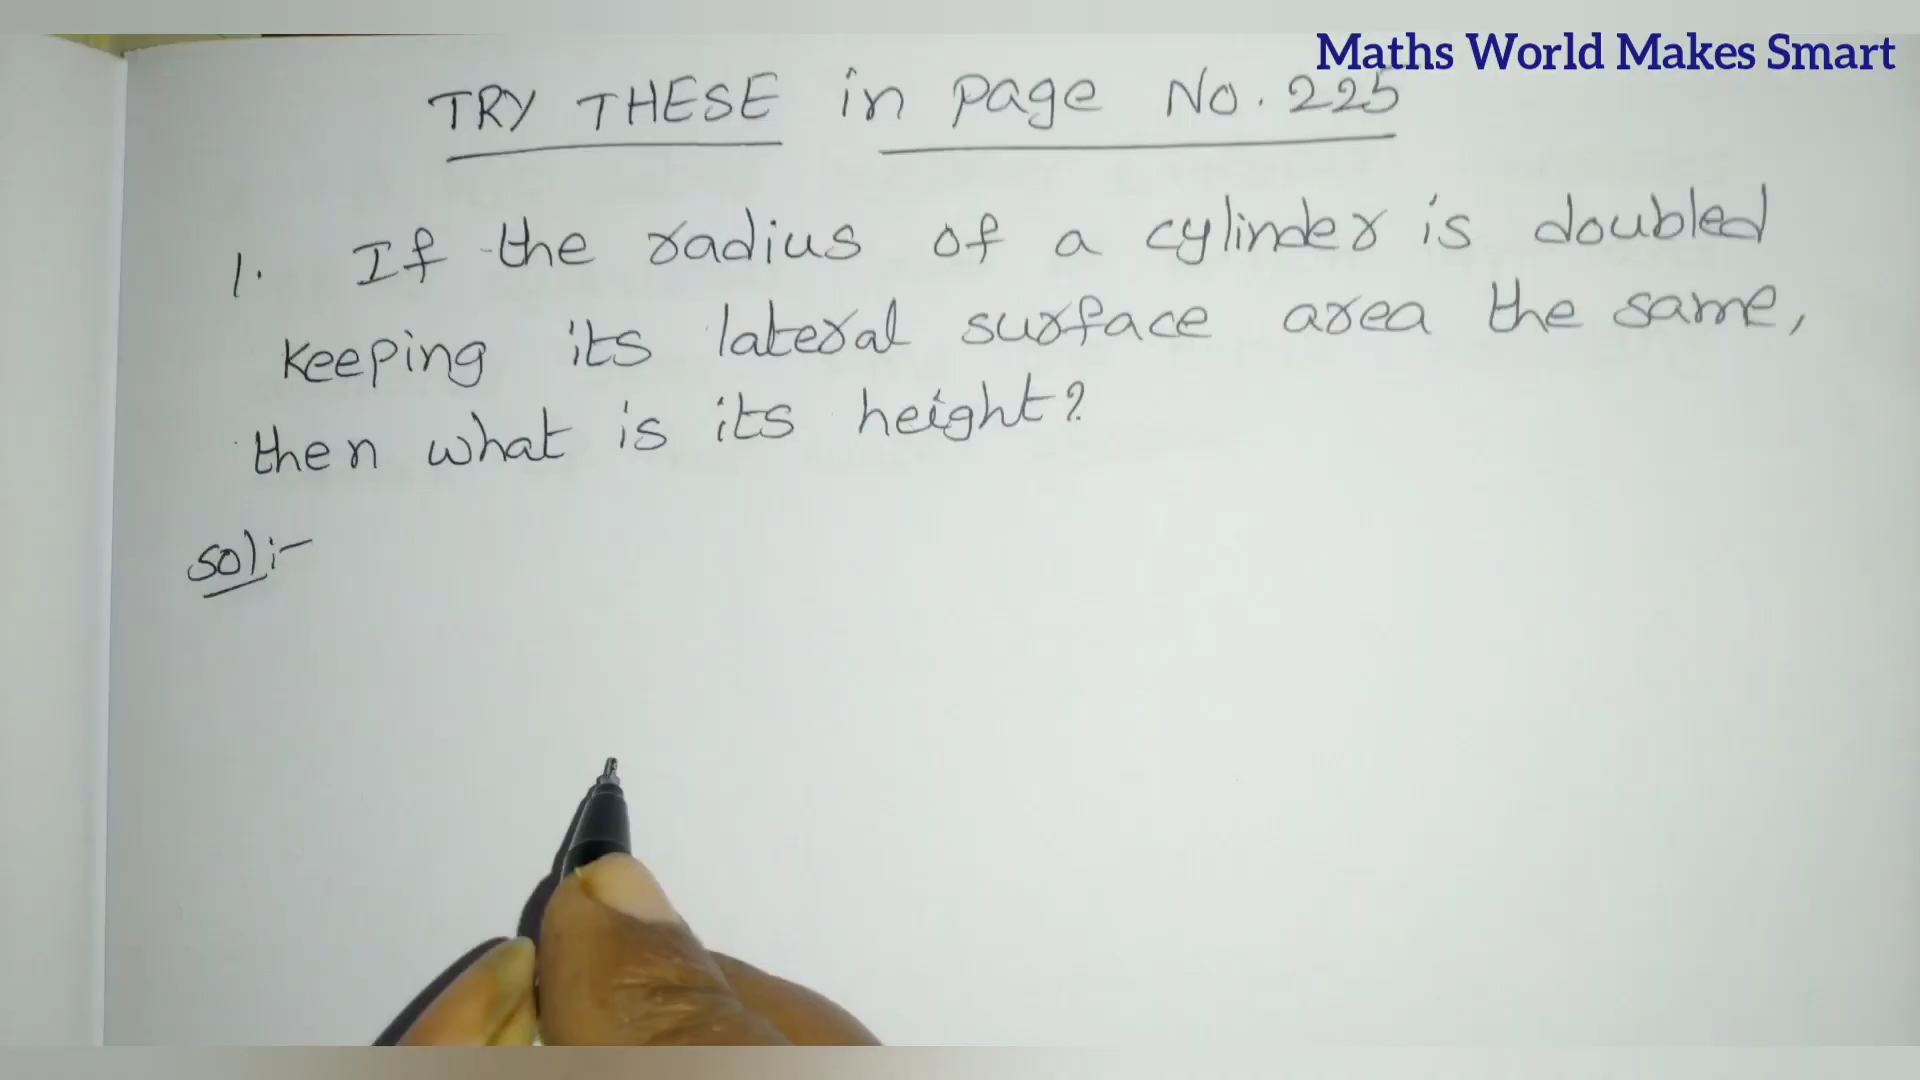 Maths World Makes Smart
TRY THESE in page No. 225
1. If the radius of a cylinder is doubled
keeping its lateral surface area the same,
then what is its height?
sol:-